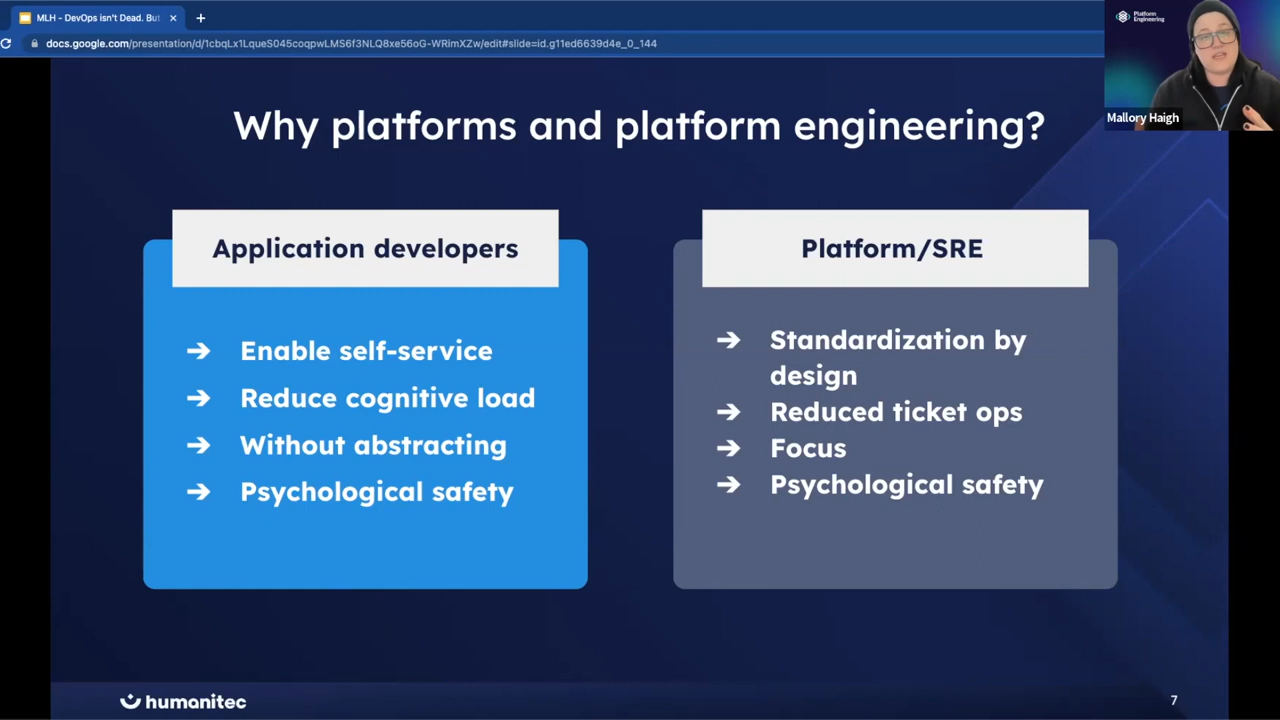 MLH - DevOps isn't Dead. But
docs.google.com/presentation/d/1cbqLx1LqueS045coqpwLMS6f3NLQ8xe56oG-WRimXZw/edit#slide=id.g11ed6639d4e_0_144
Platform
Engineering
Mallory Haigh
Why platforms and platform engineering?
Application developers
➔ Enable self-service
➔ Reduce cognitive load
➔ Without abstracting
➔ Psychological safety
Platform/SRE
➔ Standardization by
design
➔ Reduced ticket ops
➔ Focus
➔ Psychological safety
humanitec
7